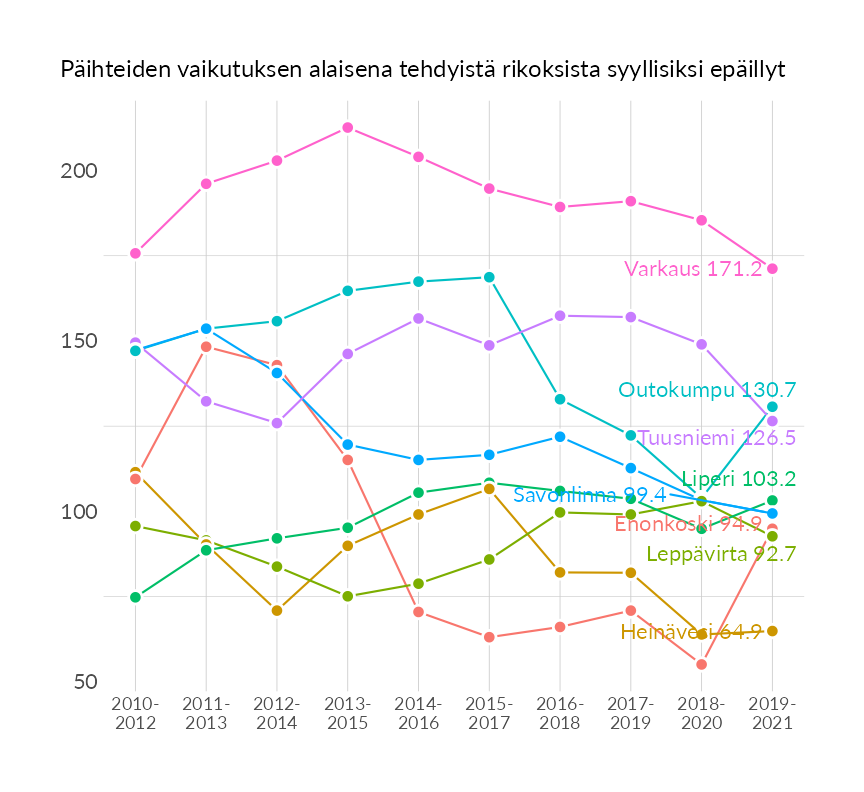 Päihteiden vaikutuksen alaisena tehdyistä rikoksista syyllisiksi epäillyt
200
150
100
50
Varkaus 171.2
Outokumpu 130.7
Tuusniemi 126.5
Liperi 103.2
Savonlinna 99.4
Enonkoski 94.9
Leppävirta 92.7
Heinävesi 64.9
2010-2012
2011-2013
2012-2014
2013-2015
2014-2016
2015-2017
2016-2018
2017-2019
2018-2020
2019-2021